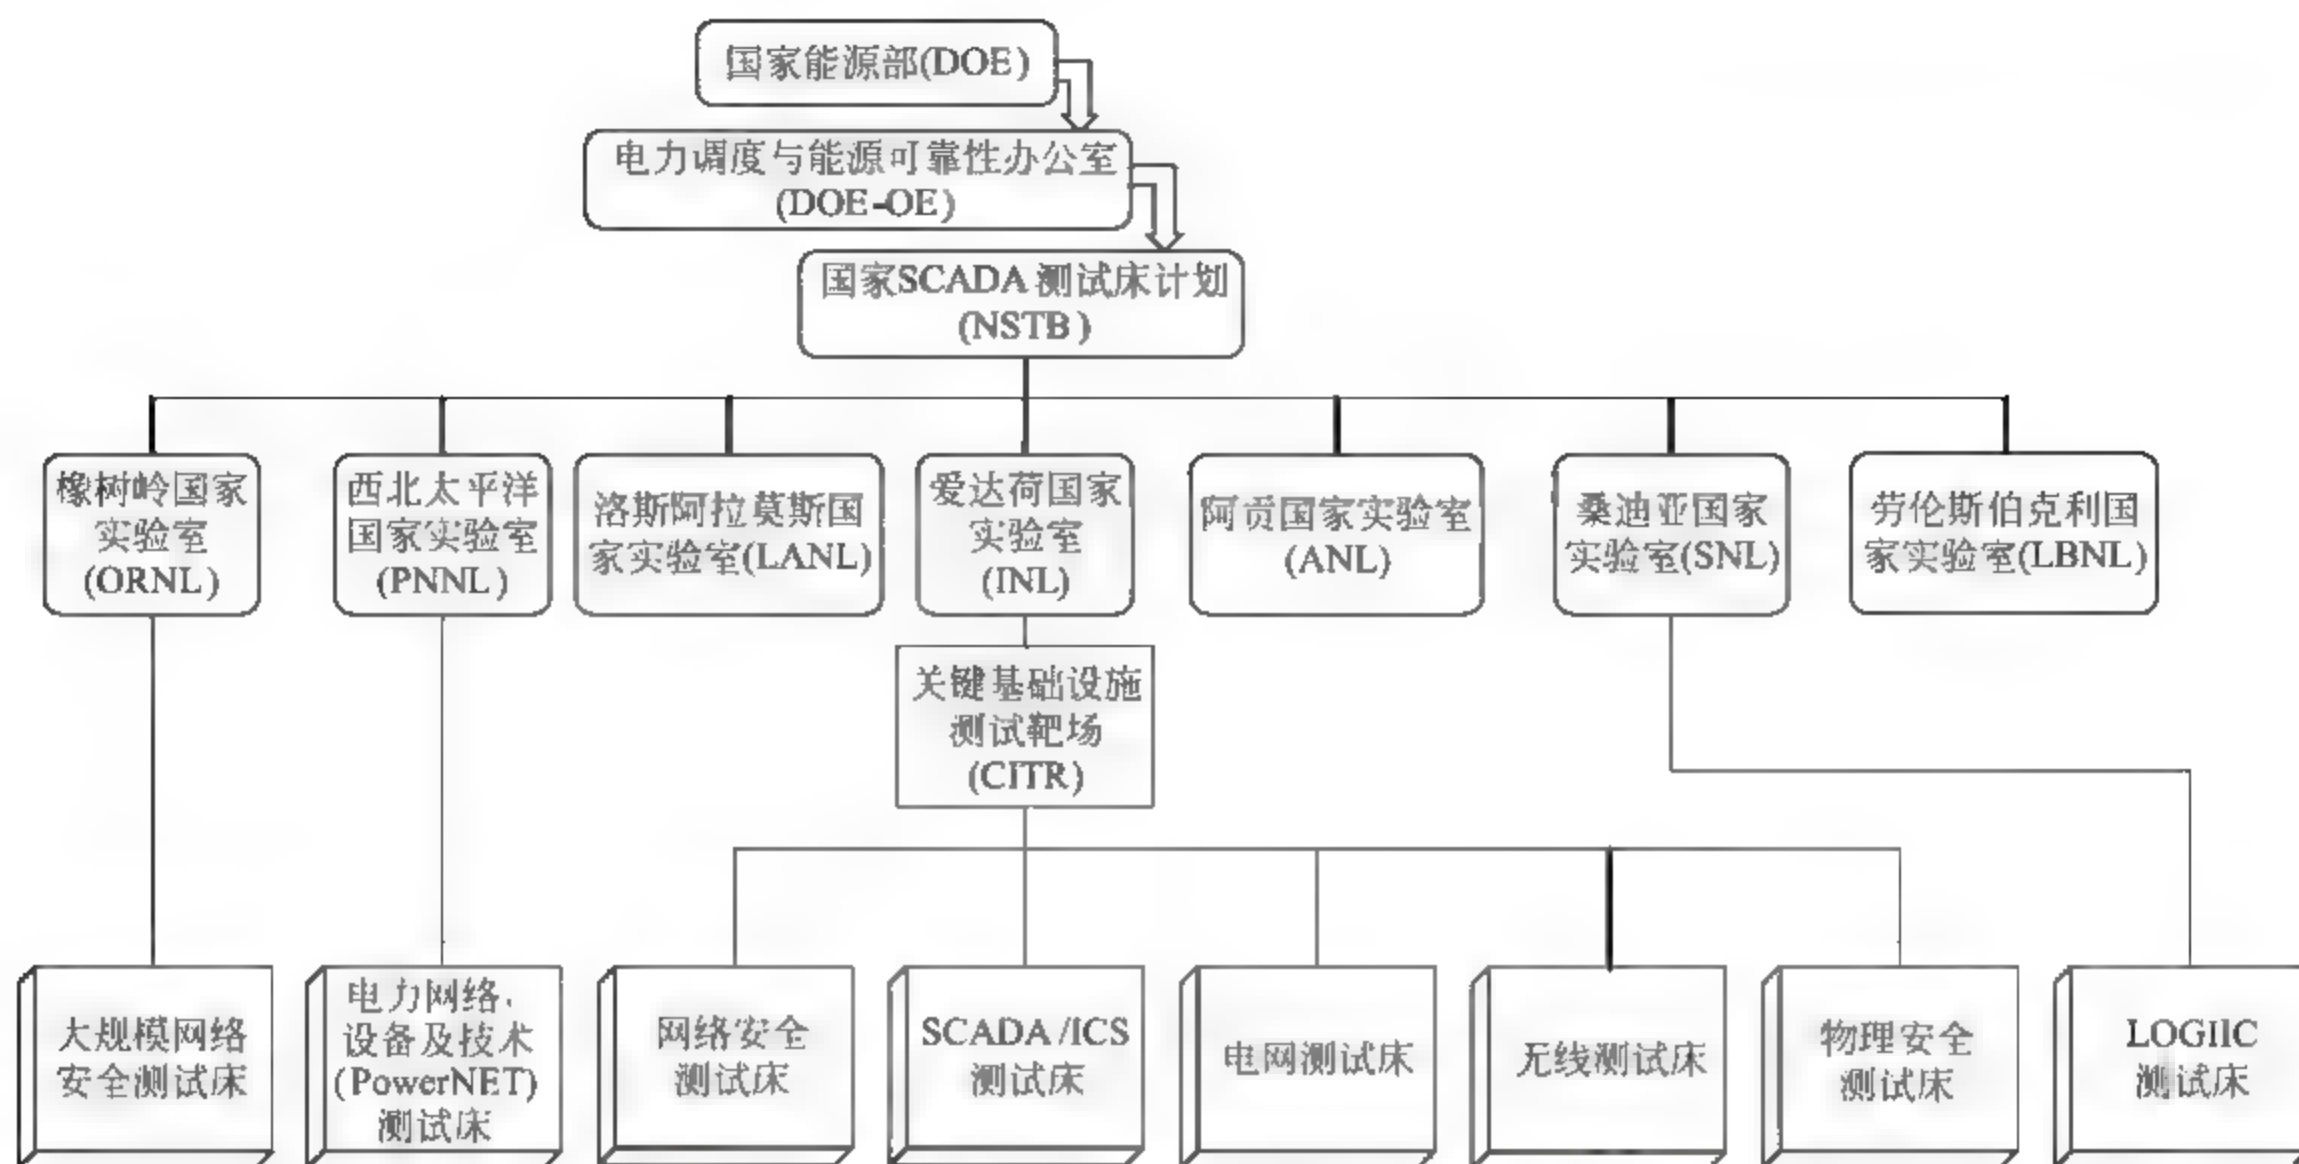 国家能源部(DOE)
电力调度与能源可靠性办公室
(DOE-OE)
国家SCADA 测试床计划
(NSTB)
橡树岭国家
实验室
(ORNL)
西北太平洋
国家实验室
(PNNL)
洛斯阿拉莫斯国
家实验室(LANL)
爱达荷国家
实验室
(INL)
阿贡国家实验室
(ANL)
桑迪亚国家
实验室(SNL)
劳伦斯伯克利国
家实验室(LBNL)
关键基础设施
测试靶场
(CITR)
大规模网络
安全测试床
电力网络,
设备及技术
(PowerNET)
测试床
网络安全
测试床
SCADA /ICS
测试床
电网测试床
无线测试床
物理安全
测试床
LOGIIC
测试床